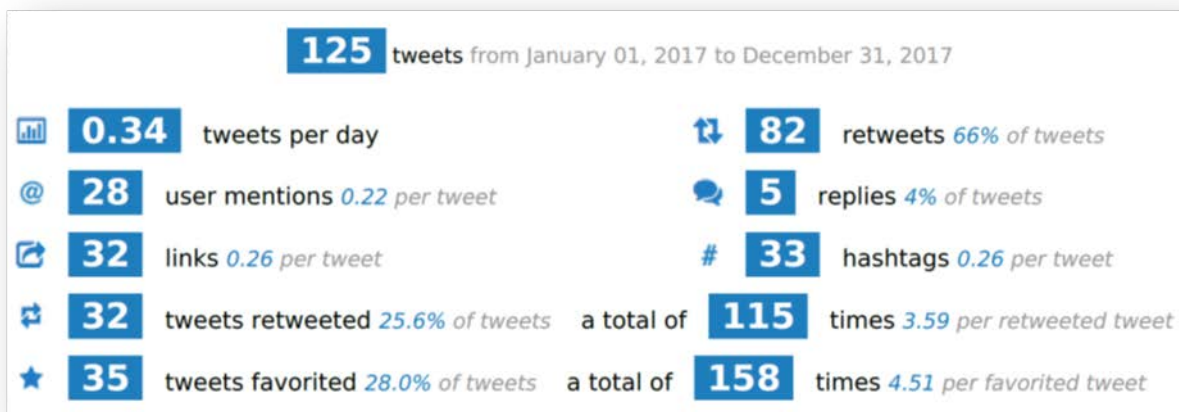 125 tweets from January 01, 2017 to December 31, 2017
0.34 tweets per day
82 retweets 66% of tweets
@ 28 user mentions 0.22 per tweet
5 replies 4% of tweets
32 links 0.26 per tweet
# 33 hashtags 0.26 per tweet
32 tweets retweeted 25.6% of tweets a total of 115 times 3.59 per retweeted tweet
35 tweets favorited 28.0% of tweets a total of 158 times 4.51 per favorited tweet